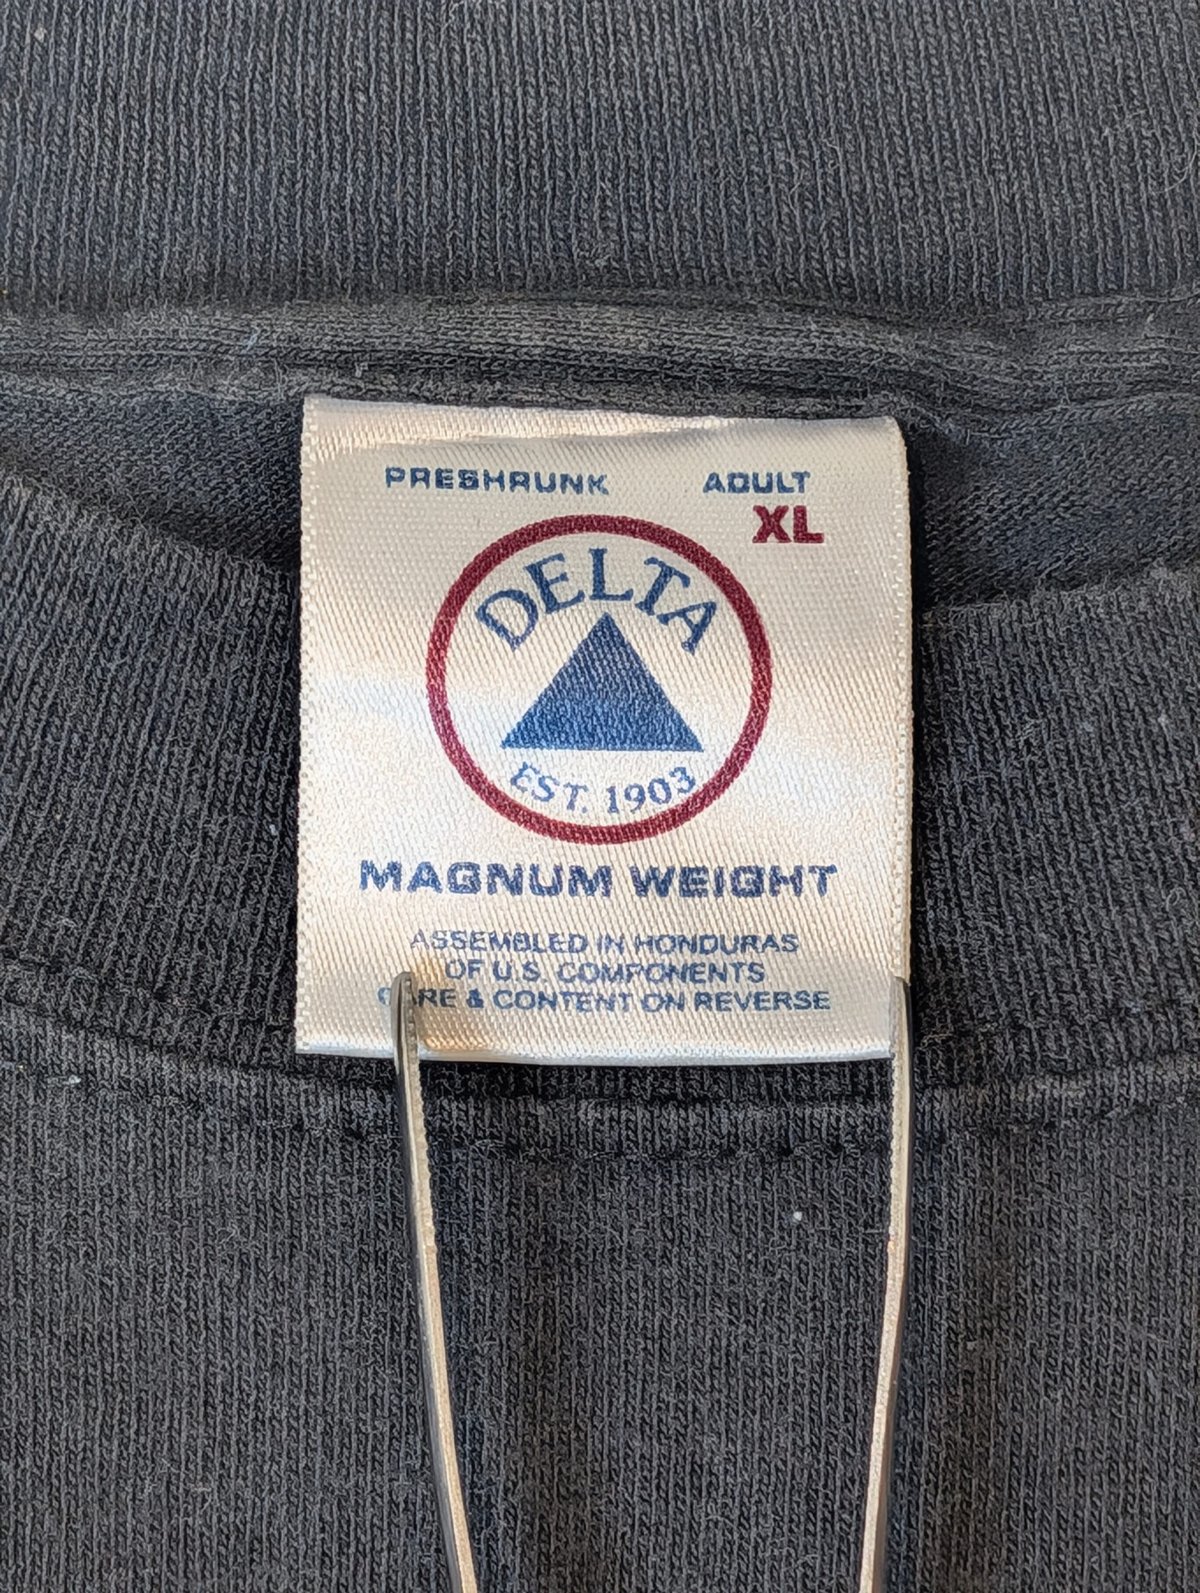 PRESHRUNK ADULT
XL
DELTA
EST. 1903
MAGNUM WEIGHT
ASSEMBLED IN HONDURAS
OF U.S. COMPONENTS
CARE & CONTENT ON REVERSE